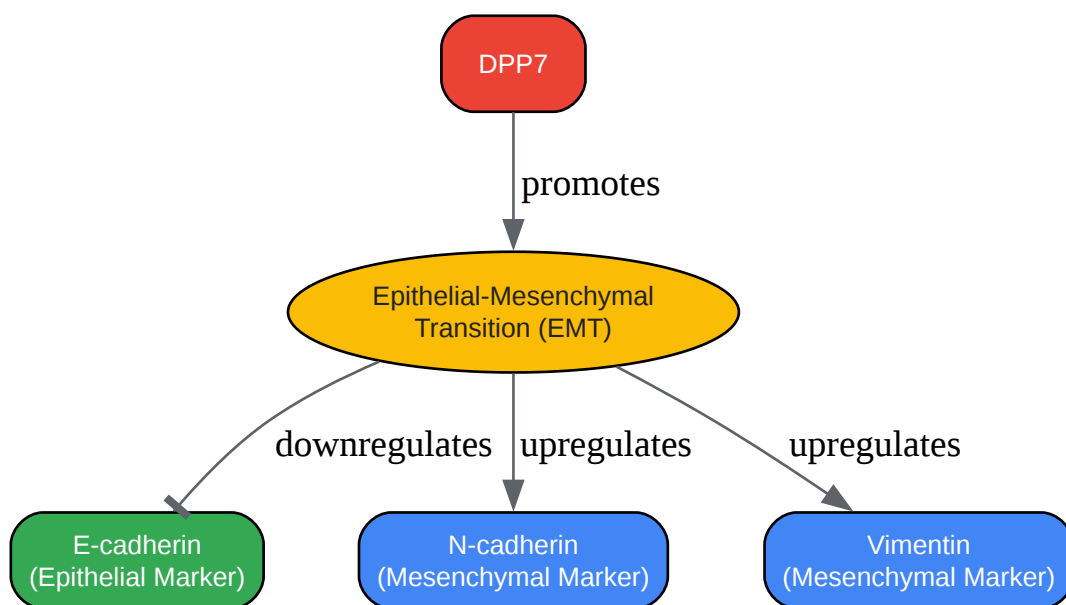 DPP7
promotes
Epithelial-Mesenchymal
Transition (EMT)
downregulates
upregulates
upregulates
E-cadherin
(Epithelial Marker)
N-cadherin
(Mesenchymal Marker)
Vimentin
(Mesenchymal Marker)